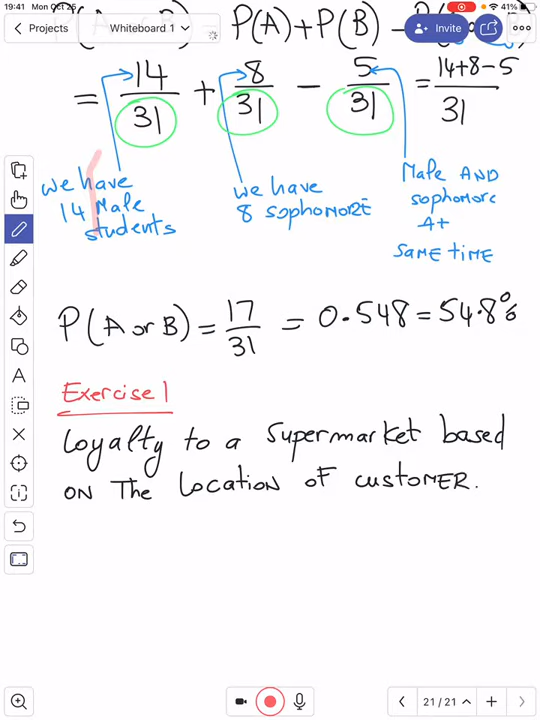 19:41 Mon Oct 25
41%
Projects
Whiteboard 1
Invite
P(A)+P(B) -
= 14/31 + 8/31 - 5/31 = 14+8-5/31
we have
14 Male
students
we have
8 sophomore
Male AND
sophomore
At
same time
P(A or B) = 17/31 = 0.548 = 54.8%
Exercise 1
Loyalty to a supermarket based
on the location of customer.
A
21/21